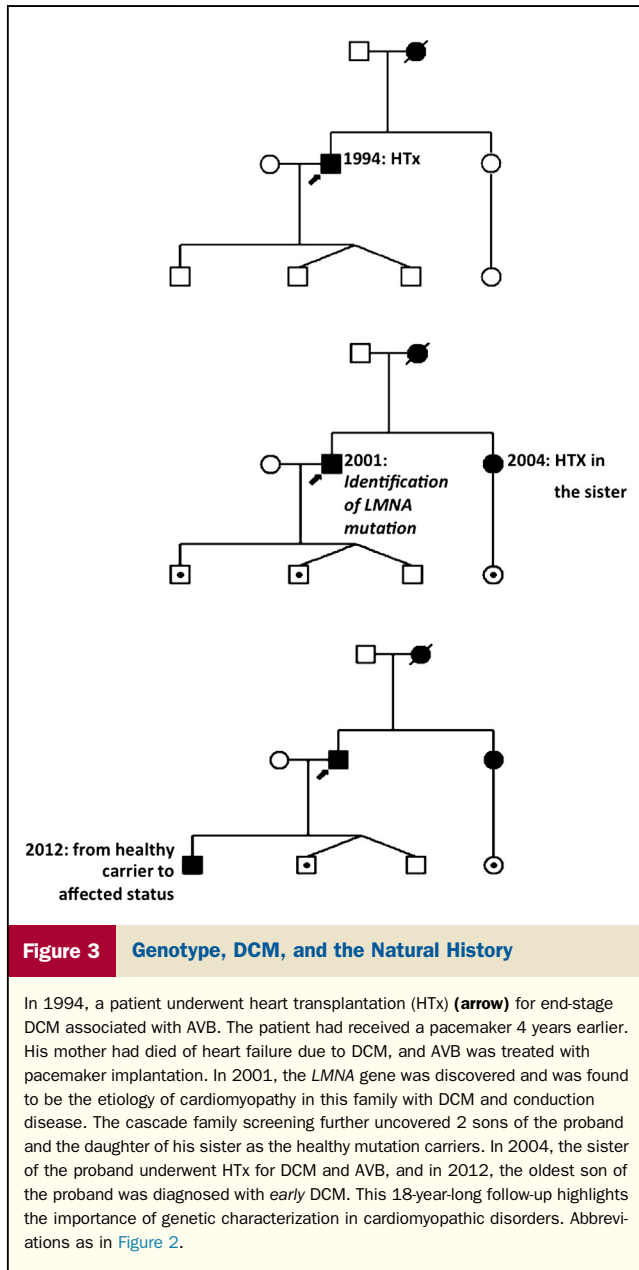 1994: HTx
2001:
Identification
of LMNA
mutation
2004: HTX in
the sister
2012: from healthy
carrier to
affected status
Figure 3
Genotype, DCM, and the Natural History
In 1994, a patient underwent heart transplantation (HTx) (arrow) for end-stage
DCM associated with AVB. The patient had received a pacemaker 4 years earlier.
His mother had died of heart failure due to DCM, and AVB was treated with
pacemaker implantation. In 2001, the LMNA gene was discovered and was found
to be the etiology of cardiomyopathy in this family with DCM and conduction
disease. The cascade family screening further uncovered 2 sons of the proband
and the daughter of his sister as the healthy mutation carriers. In 2004, the sister
of the proband underwent HTx for DCM and AVB, and in 2012, the oldest son of
the proband was diagnosed with early DCM. This 18-year-long follow-up highlights
the importance of genetic characterization in cardiomyopathic disorders. Abbrevi-
ations as in Figure 2.